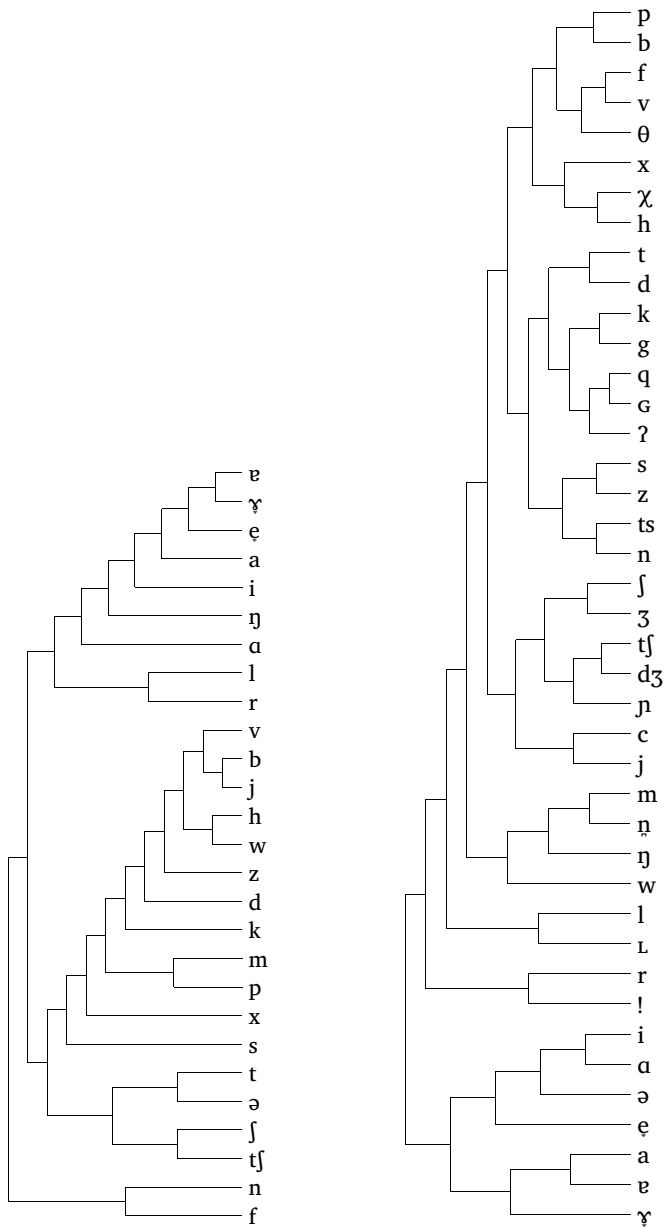 ɐ
ɤ̞
e̞
a
i
ŋ
ɑ
l
r
v
b
j
h
w
z
d
k
m
p
x
s
t
ə
ʃ
tʃ
n
f
p
b
f
v
θ
x
χ
h
t
d
k
g
q
ɢ
ʔ
s
z
ts
n
ʃ
ʒ
tʃ
dʒ
ɲ
c
j
m
n̪
ŋ
w
l
ʟ
r
!
i
ɑ
ə
e̞
a
ɐ
ɤ̞